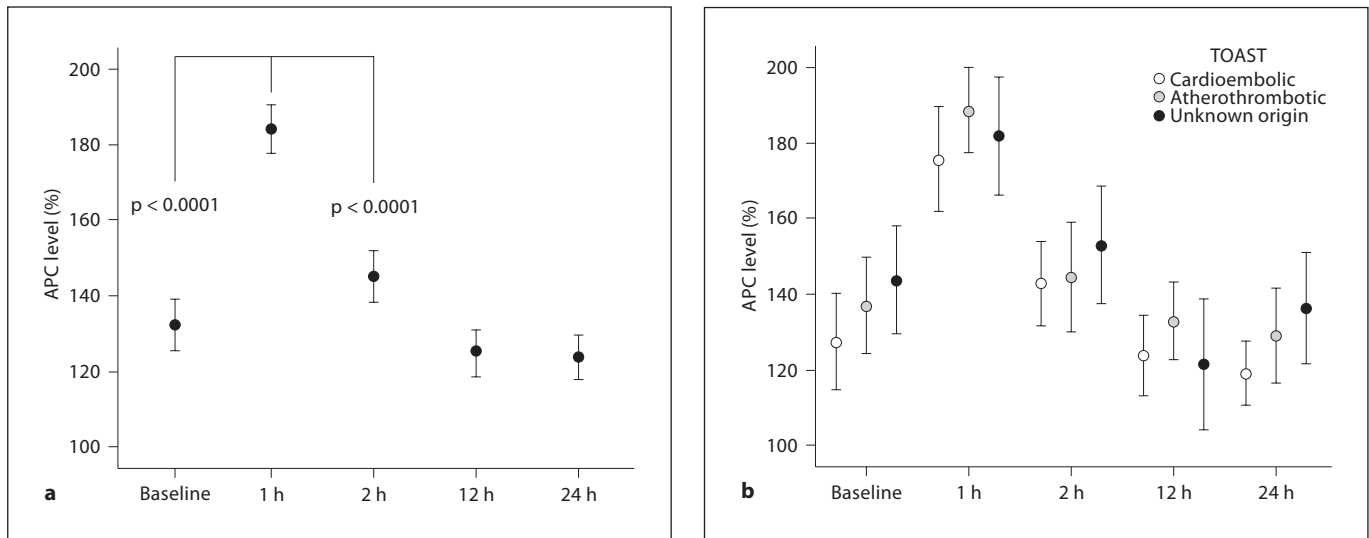 200
180
160
140
120
100
APC level (%)
p < 0.0001
p < 0.0001
a
Baseline
1 h
2 h
12 h
24 h
200
180
160
140
120
100
APC level (%)
TOAST
Cardioembolic
Atherothrombotic
Unknown origin
b
Baseline
1 h
2 h
12 h
24 h